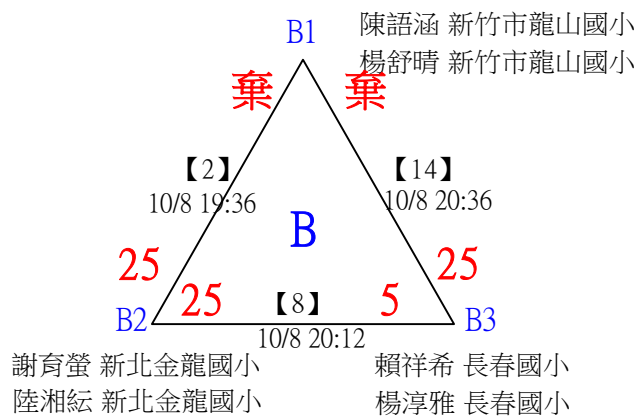 B1
陳語涵 新竹市龍山國小
楊舒晴 新竹市龍山國小
棄 棄
【2】 【14】
10/8 19:36 10/8 20:36
B
25 25
25 【8】 5
B2 B3
10/8 20:12
謝育螢 新北金龍國小 賴祥希 長春國小
陸湘紜 新北金龍國小 楊淳雅 長春國小